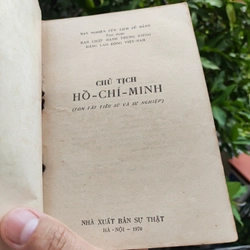 BAN NGHIÊN CỨU LỊCH SỬ ĐẢNG
Trực thuộc
BAN CHẤP HÀNH TRUNG ƯƠNG
ĐẢNG LAO ĐỘNG VIỆT-NAM
CHỦ TỊCH
HỒ-CHÍ-MINH
(TÓM TẮT TIỂU SỬ VÀ SỰ NGHIỆP)
NHÀ XUẤT BẢN SỰ THẬT
HÀ-NỘI - 1970